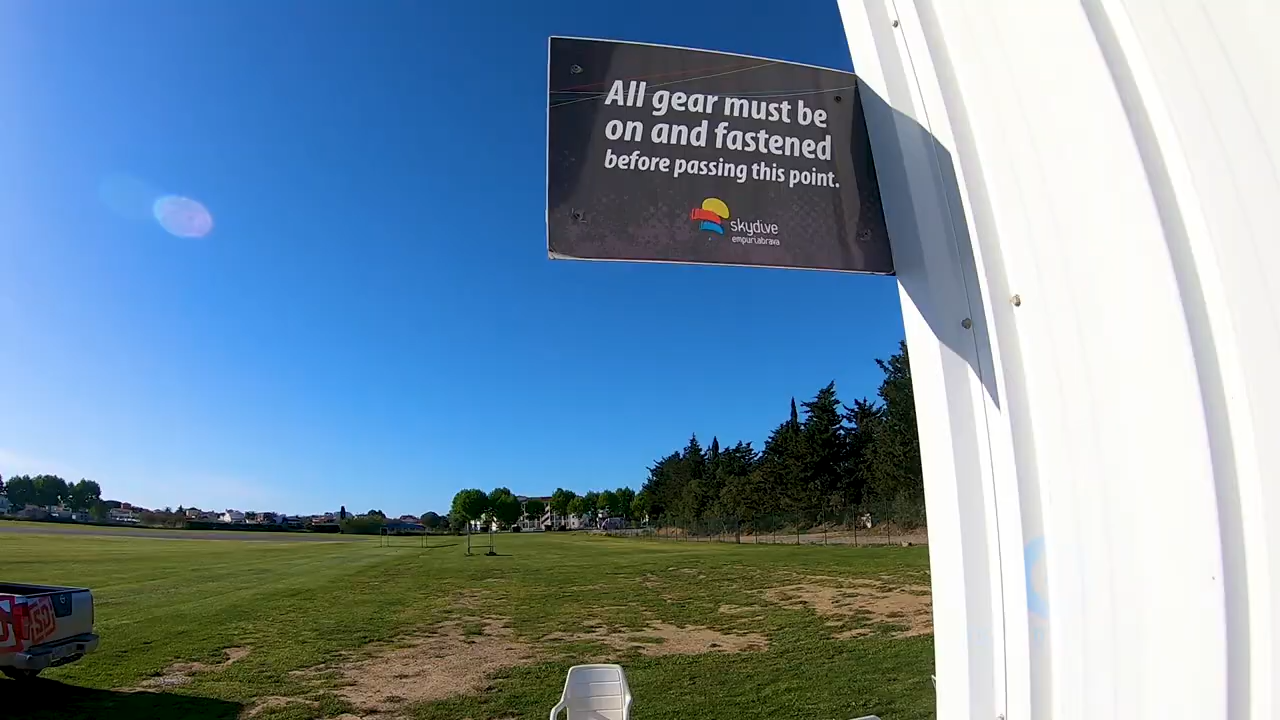 All gear must be
on and fastened
before passing this point.
skydive
empuriabrava